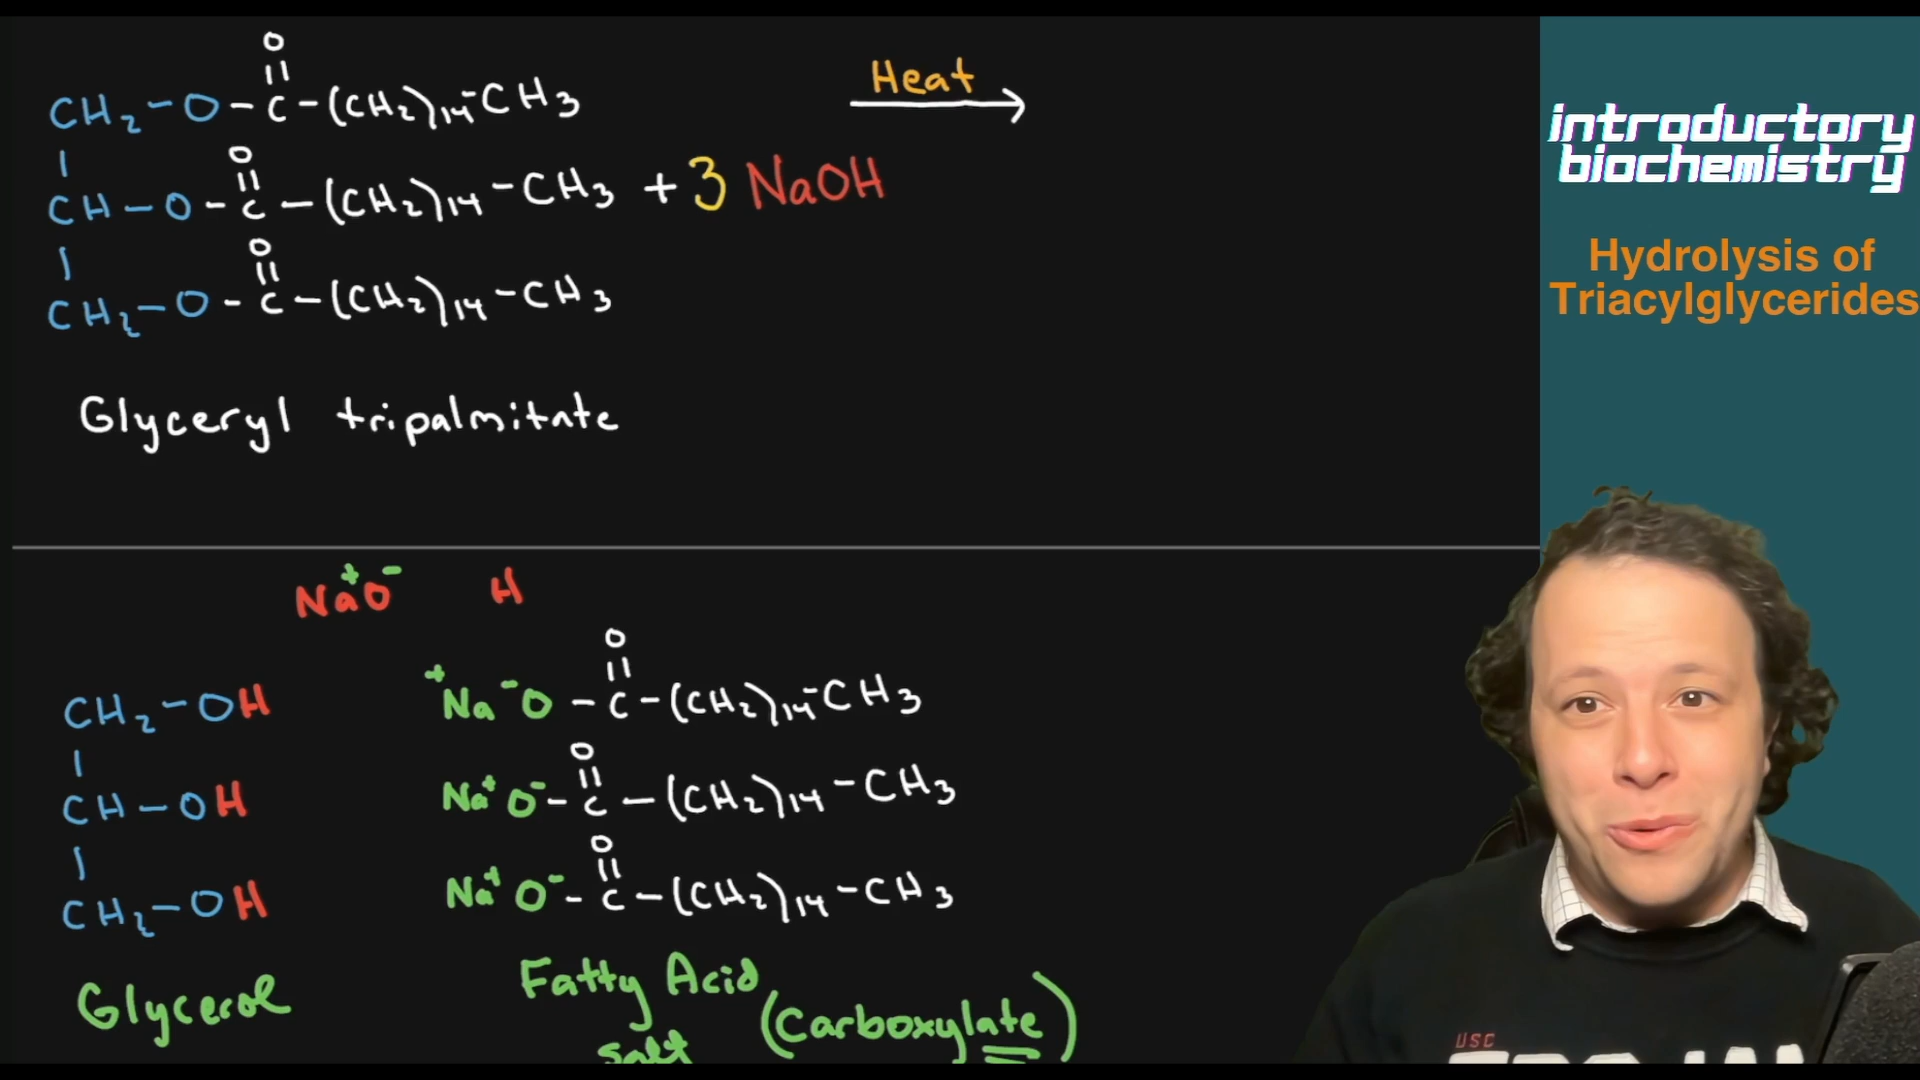 O
CH2-O-C-(CH2)14-CH3
Heat
O
CH-O-C-(CH2)14-CH3 + 3 NaOH
O
CH2-O-C-(CH2)14-CH3
Glyceryl tripalmitate
Na+O- H
O
CH2-OH +Na -O-C-(CH2)14-CH3
O
CH-OH Na+ O--C-(CH2)14-CH3
O
CH2-OH Na+ O--C-(CH2)14-CH3
Glycerol
Fatty Acid
salt
(Carboxylate)
introductory
biochemistry
Hydrolysis of
Triacylglycerides
USC